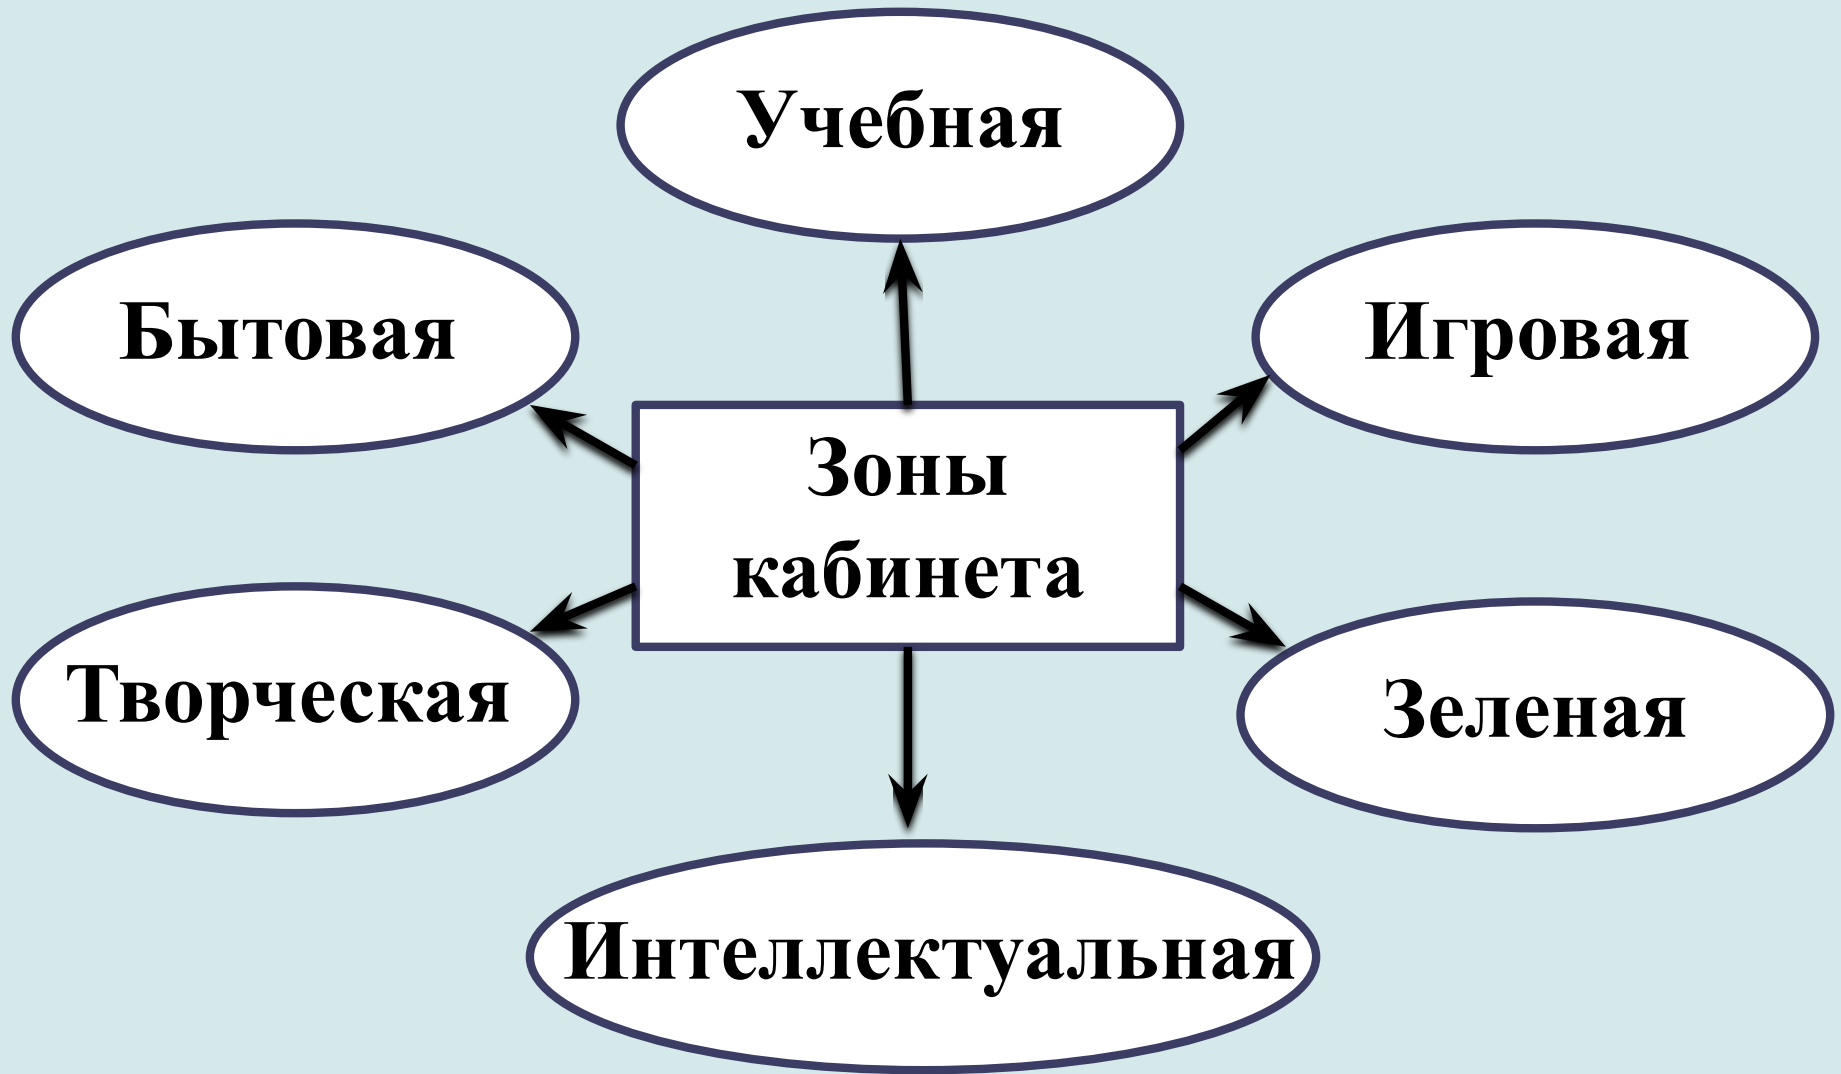 Учебная
Бытовая
Игровая
Зоны
кабинета
Творческая
Зеленая
Интеллектуальная